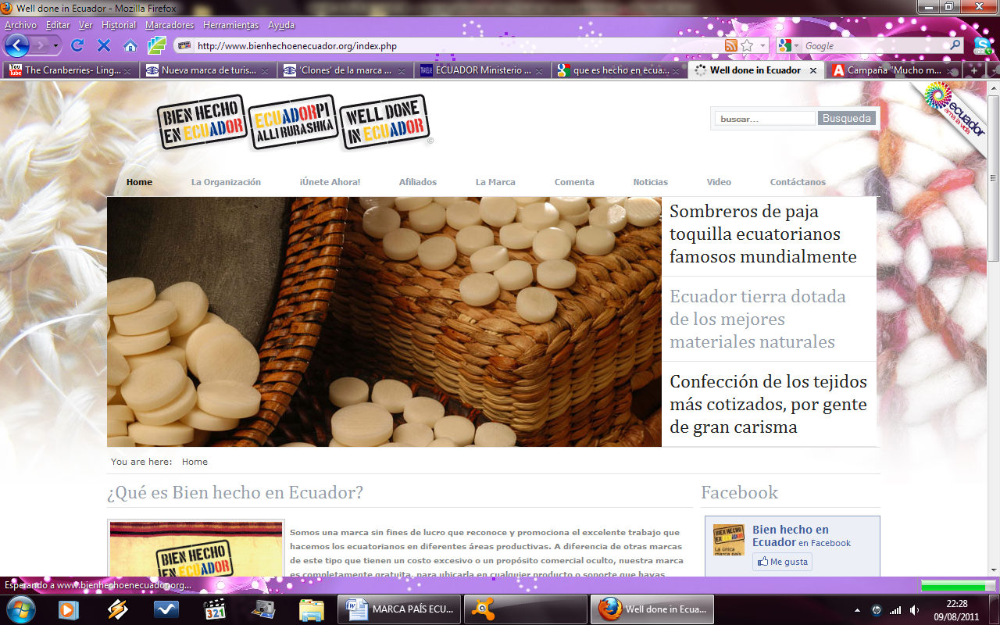 Well done in Ecuador - Mozilla Firefox
Archivo Editar Ver Historial Marcadores Herramientas Ayuda
http://www.bienhechoenecuador.org/index.php
Google
You Tube The Cranberries- Ling...
Nueva marca de turis...
'Clones' de la marca ...
ECUADOR Ministerio ...
que es hecho en ecua...
Well done in Ecuador
Campaña "Mucho m...
BIEN HECHO
EN ECUADOR
ECUADORPI
ALLI RURASHKA
WELL DONE
IN ECUADOR
©
buscar...
Busqueda
ecuador
ama la vida
Home
La Organización
¡Únete Ahora!
Afiliados
La Marca
Comenta
Noticias
Video
Contáctanos
Sombreros de paja
toquilla ecuatorianos
famosos mundialmente
Ecuador tierra dotada
de los mejores
materiales naturales
Confección de los tejidos
más cotizados, por gente
de gran carisma
You are here: Home
¿Qué es Bien hecho en Ecuador?
BIEN HECHO
EN ECUADOR
Somos una marca sin fines de lucro que reconoce y promociona el excelente trabajo que
hacemos los ecuatorianos en diferentes áreas productivas. A diferencia de otras marcas
de este tipo que tienen un costo excesivo o un propósito comercial oculto, nuestra marca
es completamente gratuita, para ubicarla en cualquier producto o soporte que hayas
Facebook
BIEN HECHO
EN ECUADOR
La única
marca país
Bien hecho en
Ecuador en Facebook
Me gusta
Esperando a www.bienhechoenecuador.org...
321
MARCA PAÍS ECU...
Well done in Ecua...
22:28
09/08/2011